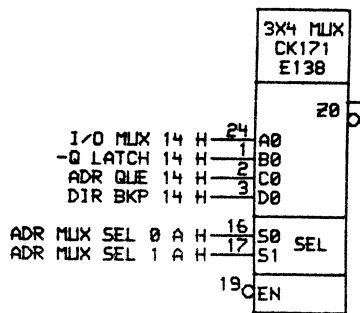 3X4 MUX
CK171
E138
Z0
I/O MUX 14 H 24 A0
-Q LATCH 14 H 1 B0
ADR QUE 14 H 2 C0
DIR BKP 14 H 3 D0
ADR MUX SEL 0 A H 16 S0 SEL
ADR MUX SEL 1 A H 17 S1
19 EN